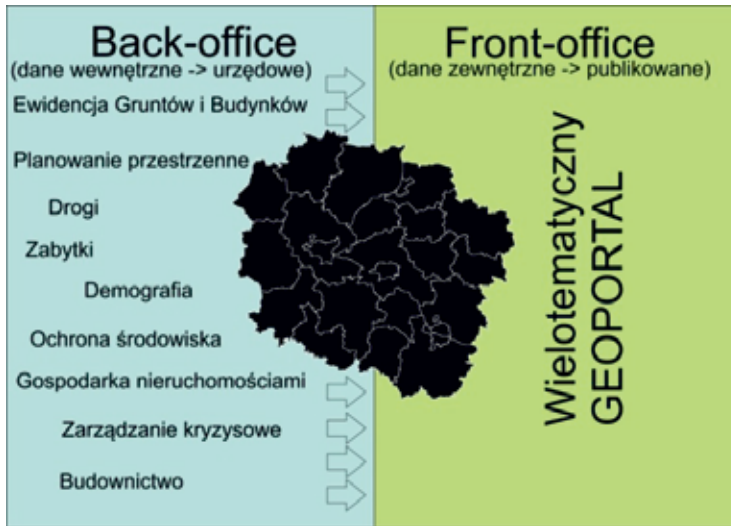 Back-office
(dane wewnętrzne -> urzędowe)
Ewidencja Gruntów i Budynków
Planowanie przestrzenne
Drogi
Zabytki
Demografia
Ochrona środowiska
Gospodarka nieruchomościami
Zarządzanie kryzysowe
Budownictwo
Front-office
(dane zewnętrzne -> publikowane)
Wielotematyczny
GEOPORTAL